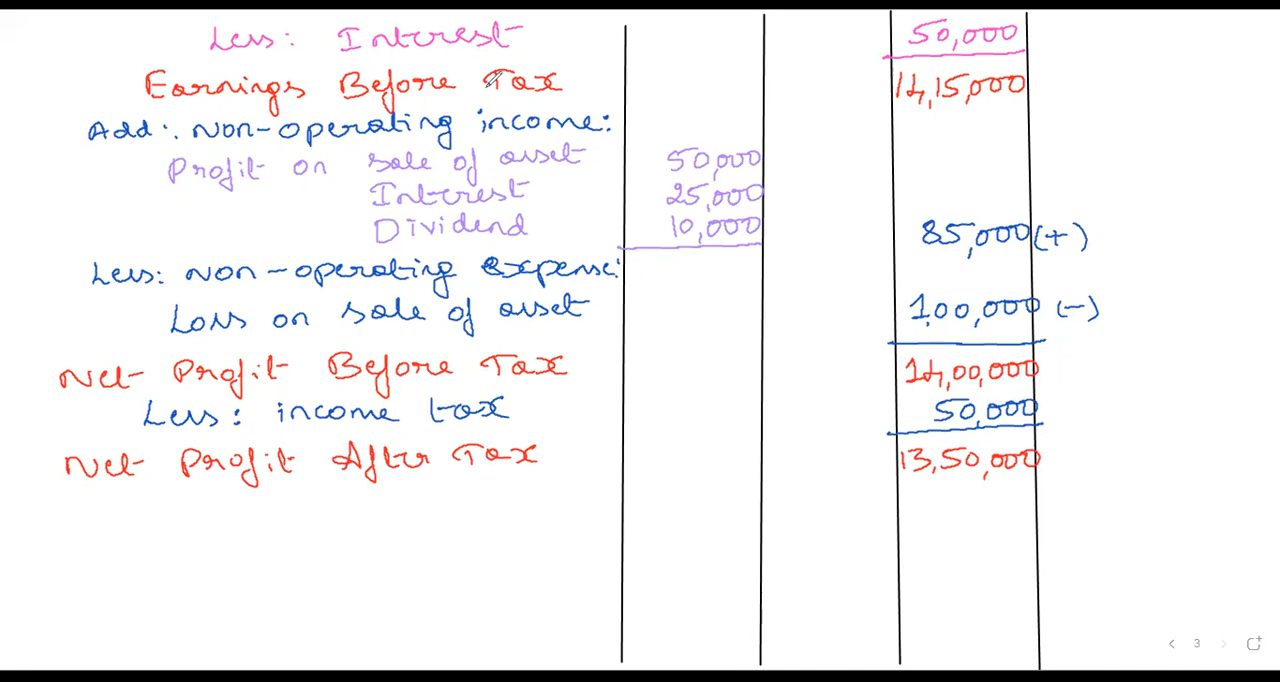 Less: Interest 50,000
Earnings Before Tax 14,15,000
Add: Non-operating income:
Profit on sale of asset 50,000
Interest 25,000
Dividend 10,000 85,000 (+)
Less: Non-operating Expense:
Loss on sale of asset 1,00,000 (-)
Net Profit Before Tax 14,00,000
Less: income tax 50,000
Net Profit After Tax 13,50,000
3